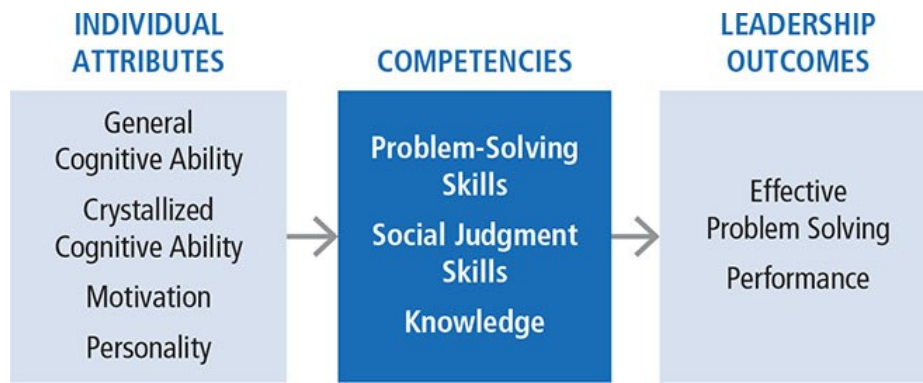 INDIVIDUAL
ATTRIBUTES
General
Cognitive Ability
Crystallized
Cognitive Ability
Motivation
Personality
COMPETENCIES
Problem-Solving
Skills
Social Judgment
Skills
Knowledge
LEADERSHIP
OUTCOMES
Effective
Problem Solving
Performance